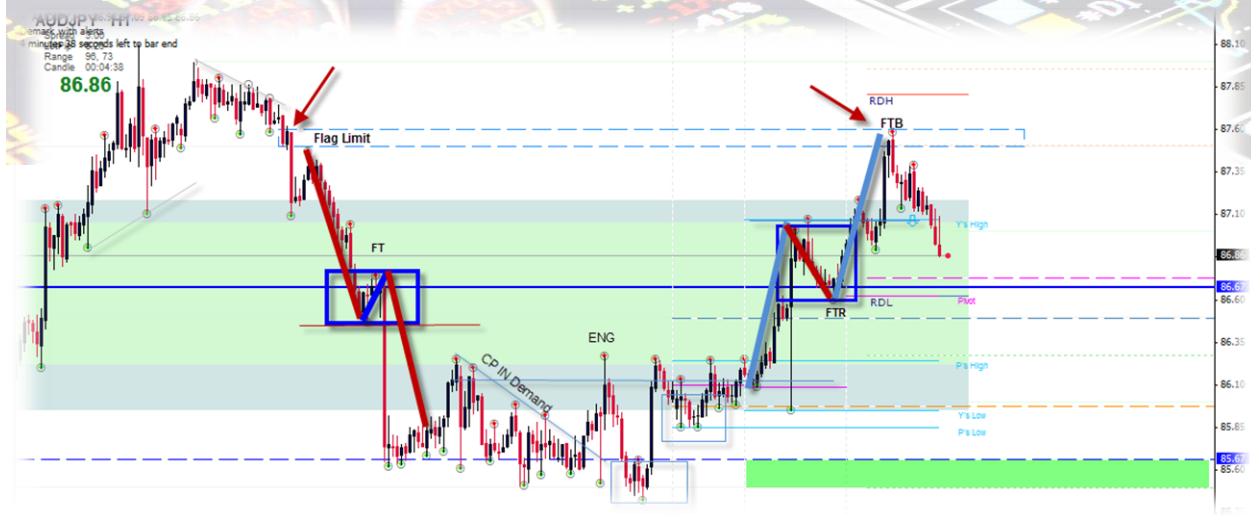 AUDJPY H1
Demark with alerts
4 minutes 38 seconds left to bar end
Range 96, 73
Candle 00:04:38
86.86
88.10
87.85
87.60
87.35
87.10
86.86
86.67
86.60
86.35
86.10
85.85
85.67
85.60
RDH
FTB
Flag Limit
FT
Y's High
Pivot
RDL
FTR
ENG
P's High
CP IN Demand
Y's Low
P's Low